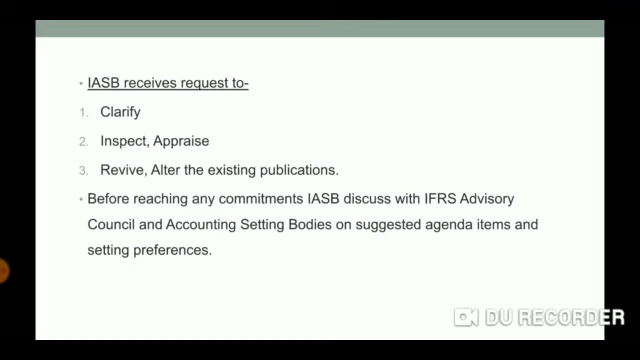 • IASB receives request to-
1. Clarify
2. Inspect, Appraise
3. Revive, Alter the existing publications.
• Before reaching any commitments IASB discuss with IFRS Advisory
Council and Accounting Setting Bodies on suggested agenda items and
setting preferences.
DU RECORDER